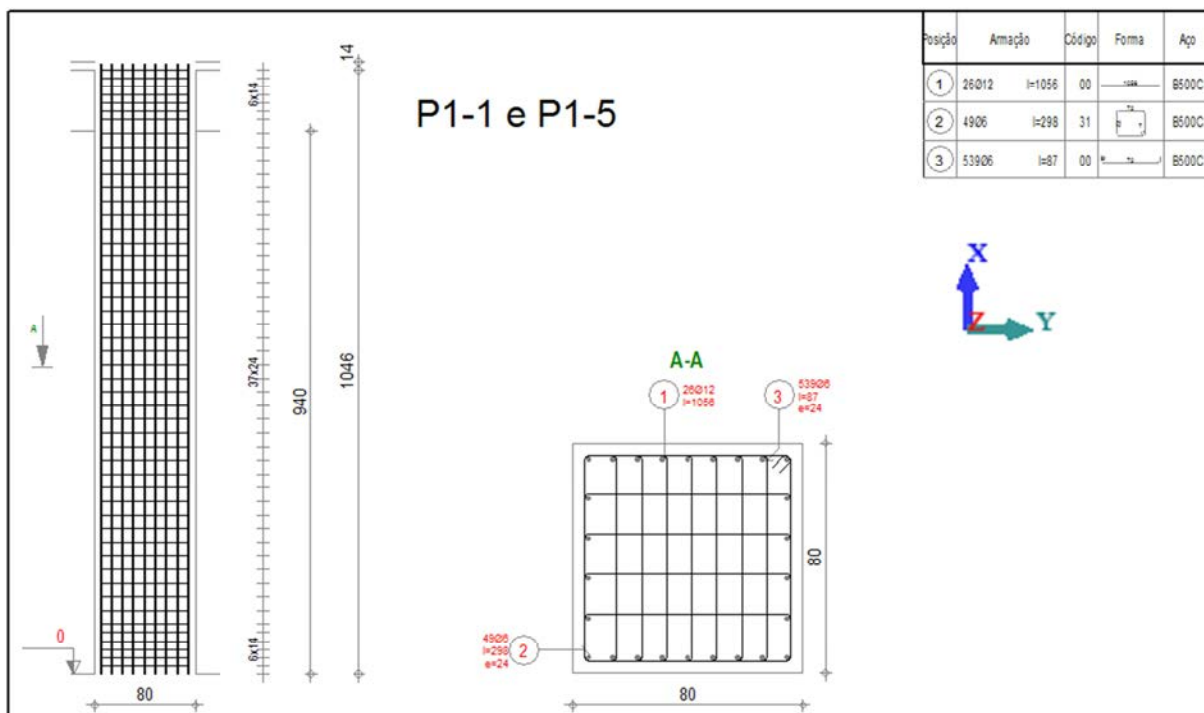 P1-1 e P1-5
Posição Armação Código Forma Aço
1 26Ø12 l=1056 00 B500C
2 49Ø6 l=298 31 B500C
3 539Ø6 l=87 00 B500C
14
6x14
37x24
6x14
940
1046
A
0
80
X
Z
Y
A-A
1
26Ø12
l=1056
3
539Ø6
l=87
e=24
2
49Ø6
l=298
e=24
80
80